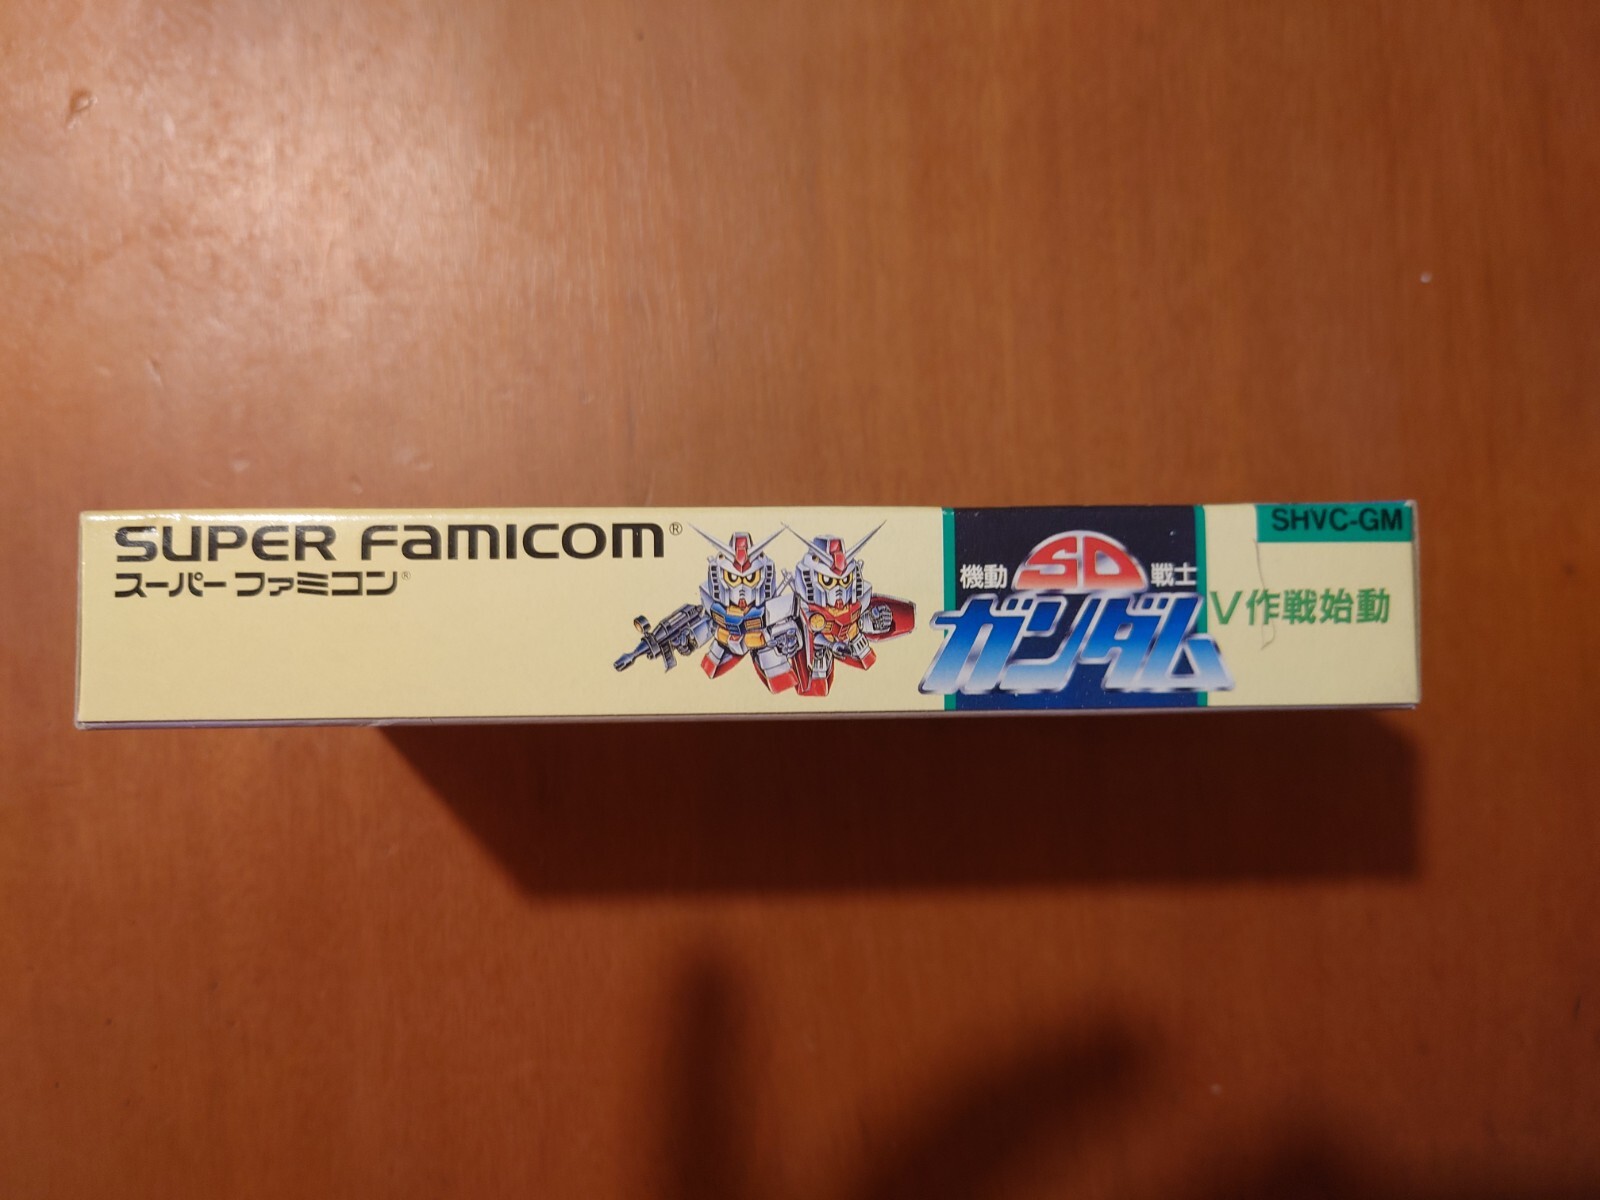 SUPER FAMICOM®
スーパーファミコン®
機動 SD 戦士
ガンダム
V作戦始動
SHVC-GM